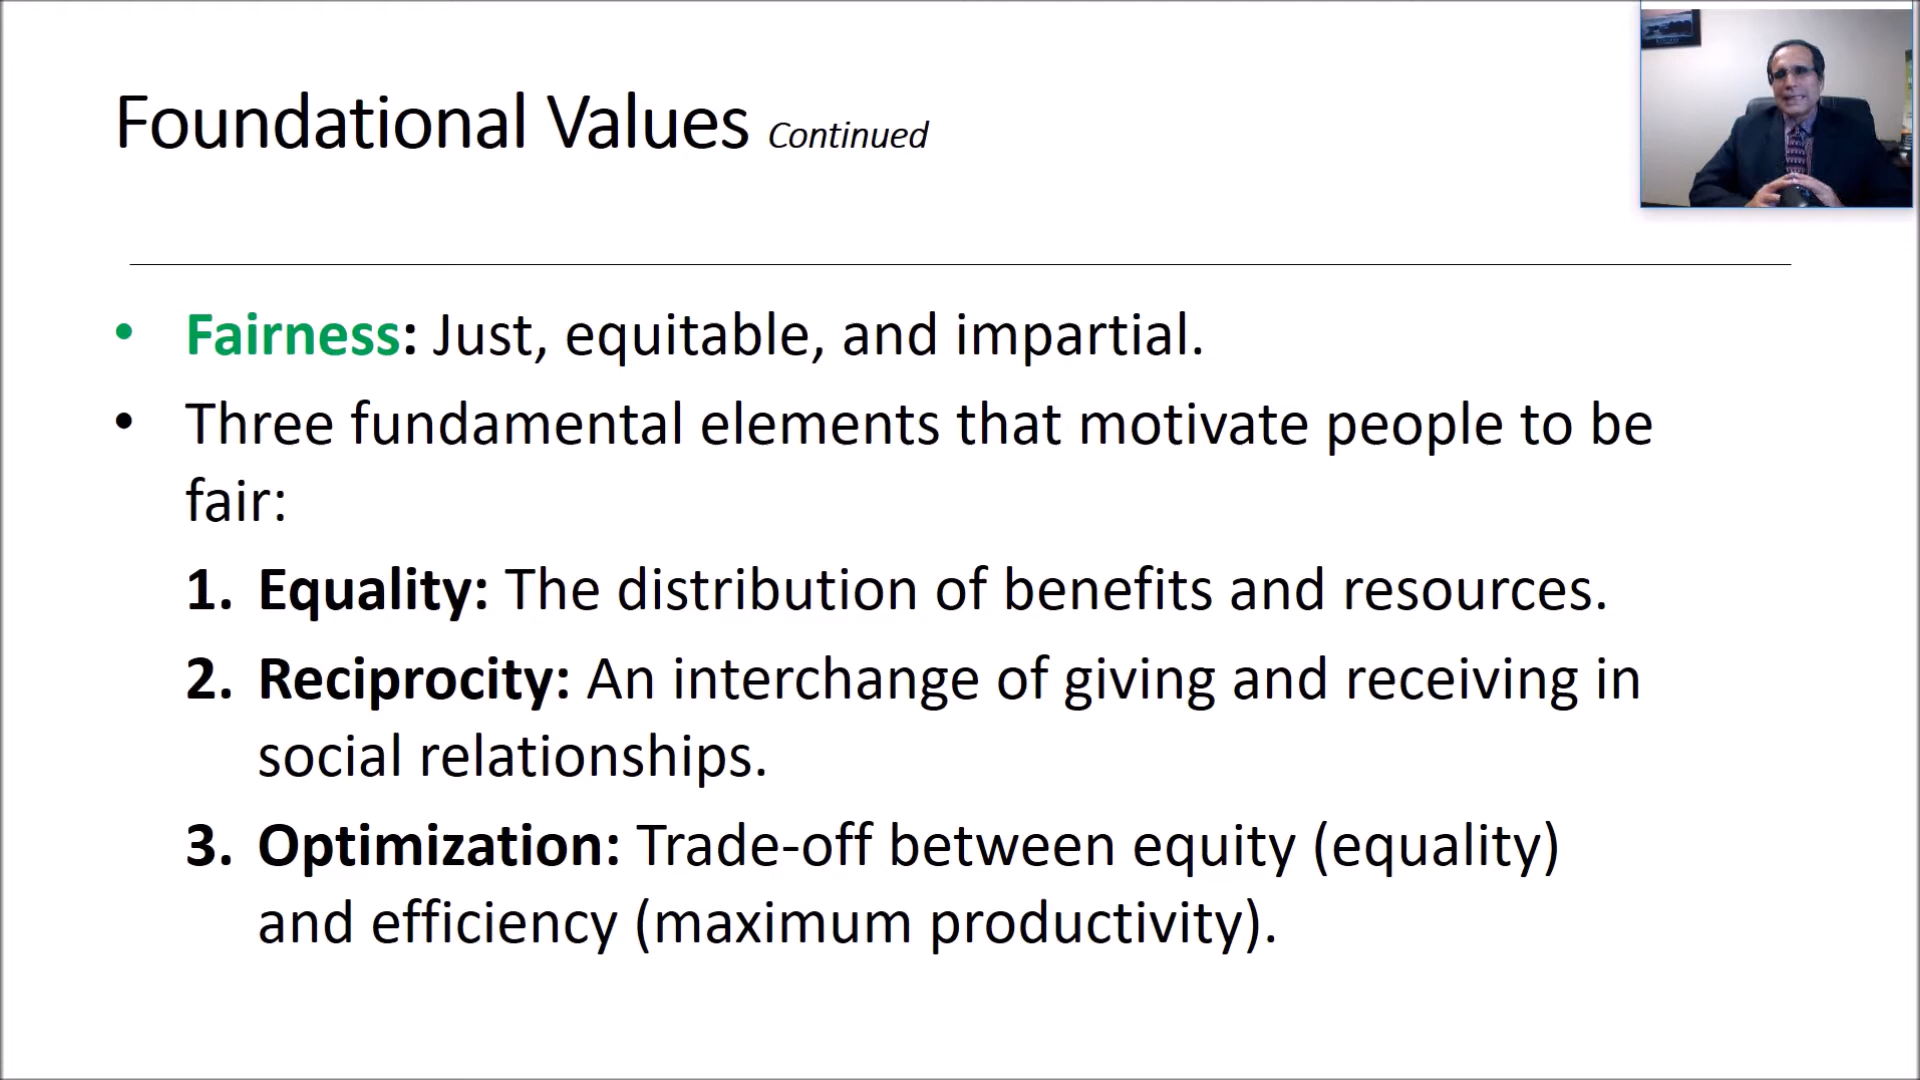 Foundational Values Continued
• Fairness: Just, equitable, and impartial.
• Three fundamental elements that motivate people to be
fair:
1. Equality: The distribution of benefits and resources.
2. Reciprocity: An interchange of giving and receiving in
social relationships.
3. Optimization: Trade-off between equity (equality)
and efficiency (maximum productivity).